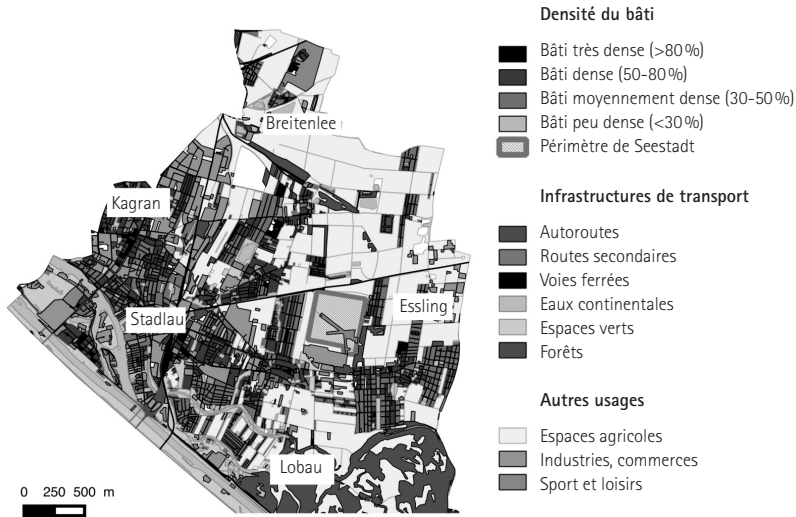 Breitenlee
Kagran
Stadlau
Essling
Lobau
0 250 500 m
Densité du bâti
Bâti très dense (>80 %)
Bâti dense (50-80 %)
Bâti moyennement dense (30-50 %)
Bâti peu dense (<30 %)
Périmètre de Seestadt
Infrastructures de transport
Autoroutes
Routes secondaires
Voies ferrées
Eaux continentales
Espaces verts
Forêts
Autres usages
Espaces agricoles
Industries, commerces
Sport et loisirs